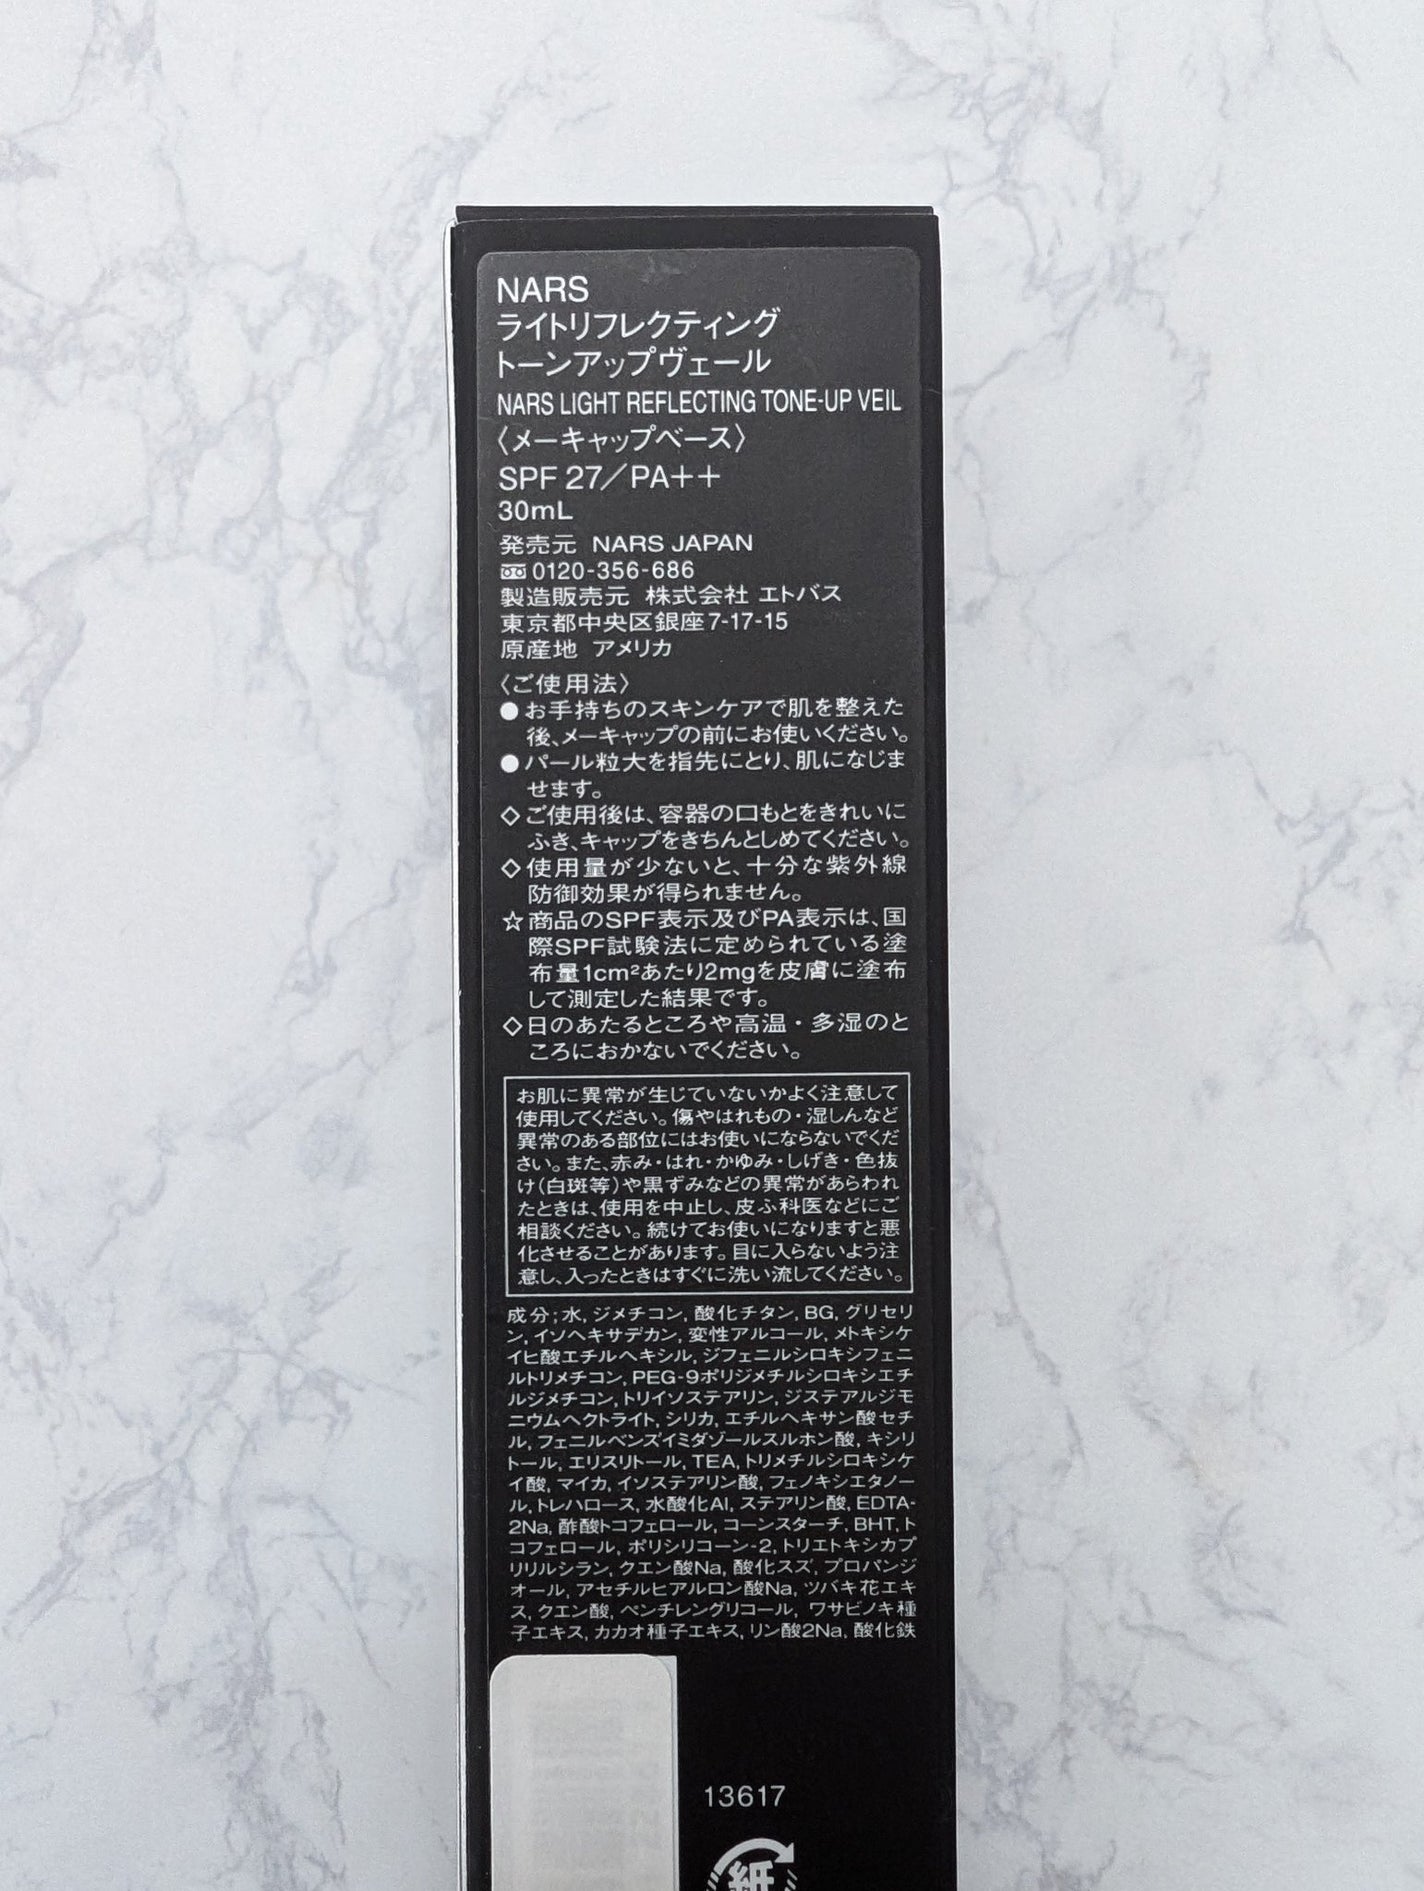 NARS
ライトリフレクティング
トーンアップヴェール
NARS LIGHT REFLECTING TONE-UP VEIL
〈メーキャップベース〉
SPF 27／PA＋＋
30mL
発売元 NARS JAPAN
0120-356-686
製造販売元 株式会社 エトバス
東京都中央区銀座7-17-15
原産地 アメリカ
〈ご使用法〉
●お手持ちのスキンケアで肌を整えた
後、メーキャップの前にお使いください。
●パール粒大を指先にとり、肌になじま
せます。
◇ご使用後は、容器の口もとをきれいに
ふき、キャップをきちんとしめてください。
◇使用量が少ないと、十分な紫外線
防御効果が得られません。
☆商品のSPF表示及びPA表示は、国
際SPF試験法に定められている塗
布量1cm²あたり2mgを皮膚に塗布
して測定した結果です。
◇日のあたるところや高温・多湿のと
ころにおかないでください。
お肌に異常が生じていないかよく注意して
使用してください。傷やはれもの・湿しんなど
異常のある部位にはお使いにならないでくだ
さい。また、赤み・はれ・かゆみ・しげき・色抜
け(白斑等)や黒ずみなどの異常があらわれ
たときは、使用を中止し、皮ふ科医などにご
相談ください。続けてお使いになりますと悪
化させることがあります。目に入らないよう注
意し、入ったときはすぐに洗い流してください。
成分；水, ジメチコン, 酸化チタン, BG, グリセリ
ン, イソヘキサデカン, 変性アルコール, メトキシケ
イヒ酸エチルヘキシル, ジフェニルシロキシフェニ
ルトリメチコン, PEG-9ポリジメチルシロキシエチ
ルジメチコン, トリイソステアリン, ジステアルジモ
ニウムヘクトライト, シリカ, エチルヘキサン酸セチ
ル, フェニルベンズイミダゾールスルホン酸, キシリ
トール, エリスリトール, TEA, トリメチルシロキシケ
イ酸, マイカ, イソステアリン酸, フェノキシエタノー
ル, トレハロース, 水酸化Al, ステアリン酸, EDTA-
2Na, 酢酸トコフェロール, コーンスターチ, BHT, ト
コフェロール, ポリシリコーン-2, トリエトキシカプ
リリルシラン, クエン酸Na, 酸化スズ, プロパンジ
オール, アセチルヒアルロン酸Na, ツバキ花エキ
ス, クエン酸, ペンチレングリコール, ワサビノキ種
子エキス, カカオ種子エキス, リン酸2Na, 酸化鉄
13617
紙